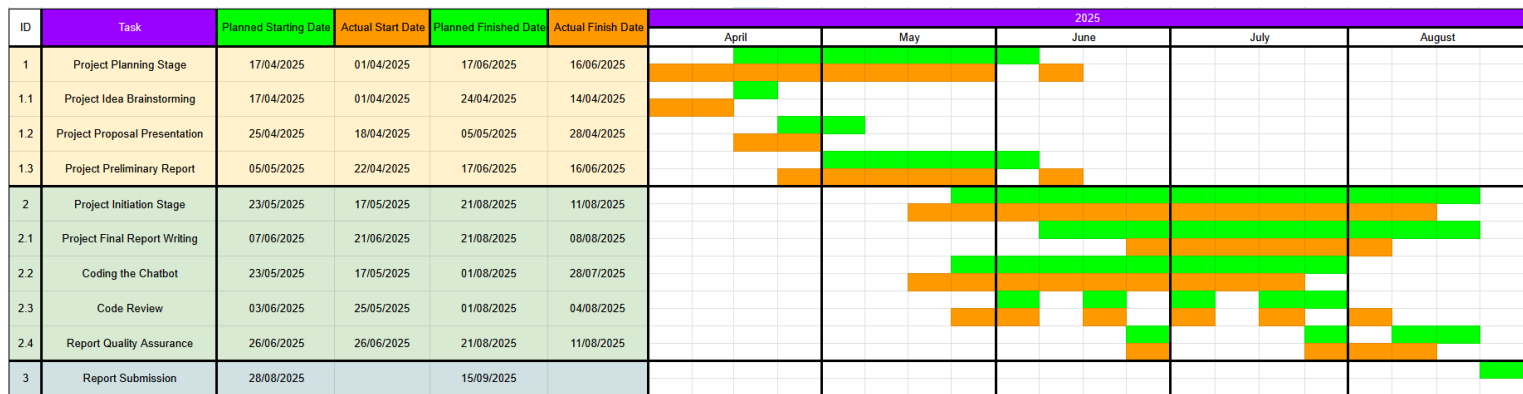 ID Task Planned Starting Date Actual Start Date Planned Finished Date Actual Finish Date 2025
April May June July August
1 Project Planning Stage 17/04/2025 01/04/2025 17/06/2025 16/06/2025
1.1 Project Idea Brainstorming 17/04/2025 01/04/2025 24/04/2025 14/04/2025
1.2 Project Proposal Presentation 25/04/2025 18/04/2025 05/05/2025 28/04/2025
1.3 Project Preliminary Report 05/05/2025 22/04/2025 17/06/2025 16/06/2025
2 Project Initiation Stage 23/05/2025 17/05/2025 21/08/2025 11/08/2025
2.1 Project Final Report Writing 07/06/2025 21/06/2025 21/08/2025 08/08/2025
2.2 Coding the Chatbot 23/05/2025 17/05/2025 01/08/2025 28/07/2025
2.3 Code Review 03/06/2025 25/05/2025 01/08/2025 04/08/2025
2.4 Report Quality Assurance 26/06/2025 26/06/2025 21/08/2025 11/08/2025
3 Report Submission 28/08/2025 15/09/2025